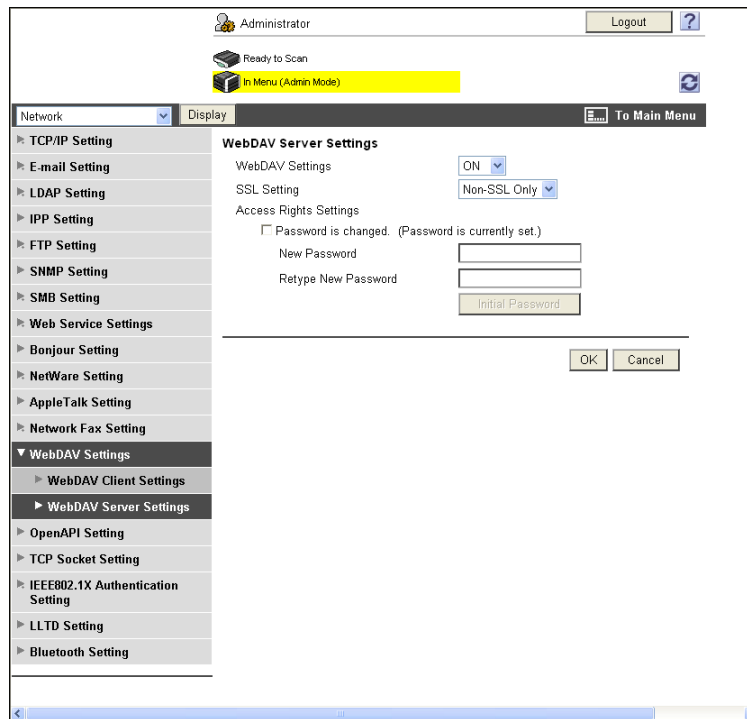 Administrator
Logout
?
Ready to Scan
In Menu (Admin Mode)
Network
Display
To Main Menu
TCP/IP Setting
E-mail Setting
LDAP Setting
IPP Setting
FTP Setting
SNMP Setting
SMB Setting
Web Service Settings
Bonjour Setting
NetWare Setting
AppleTalk Setting
Network Fax Setting
WebDAV Settings
WebDAV Client Settings
WebDAV Server Settings
OpenAPI Setting
TCP Socket Setting
IEEE802.1X Authentication
Setting
LLTD Setting
Bluetooth Setting
WebDAV Server Settings
WebDAV Settings ON
SSL Setting Non-SSL Only
Access Rights Settings
Password is changed. (Password is currently set.)
New Password
Retype New Password
Initial Password
OK Cancel